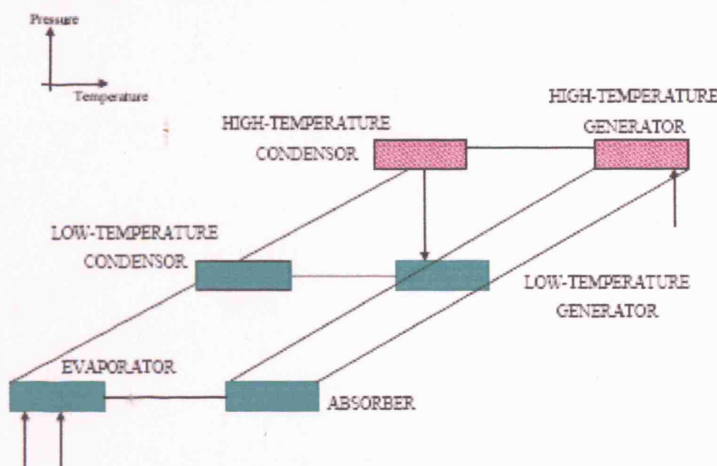 Pressure
Temperature
HIGH-TEMPERATURE
CONDENSOR
HIGH-TEMPERATURE
GENERATOR
LOW-TEMPERATURE
CONDENSOR
LOW-TEMPERATURE
GENERATOR
EVAPORATOR
ABSORBER